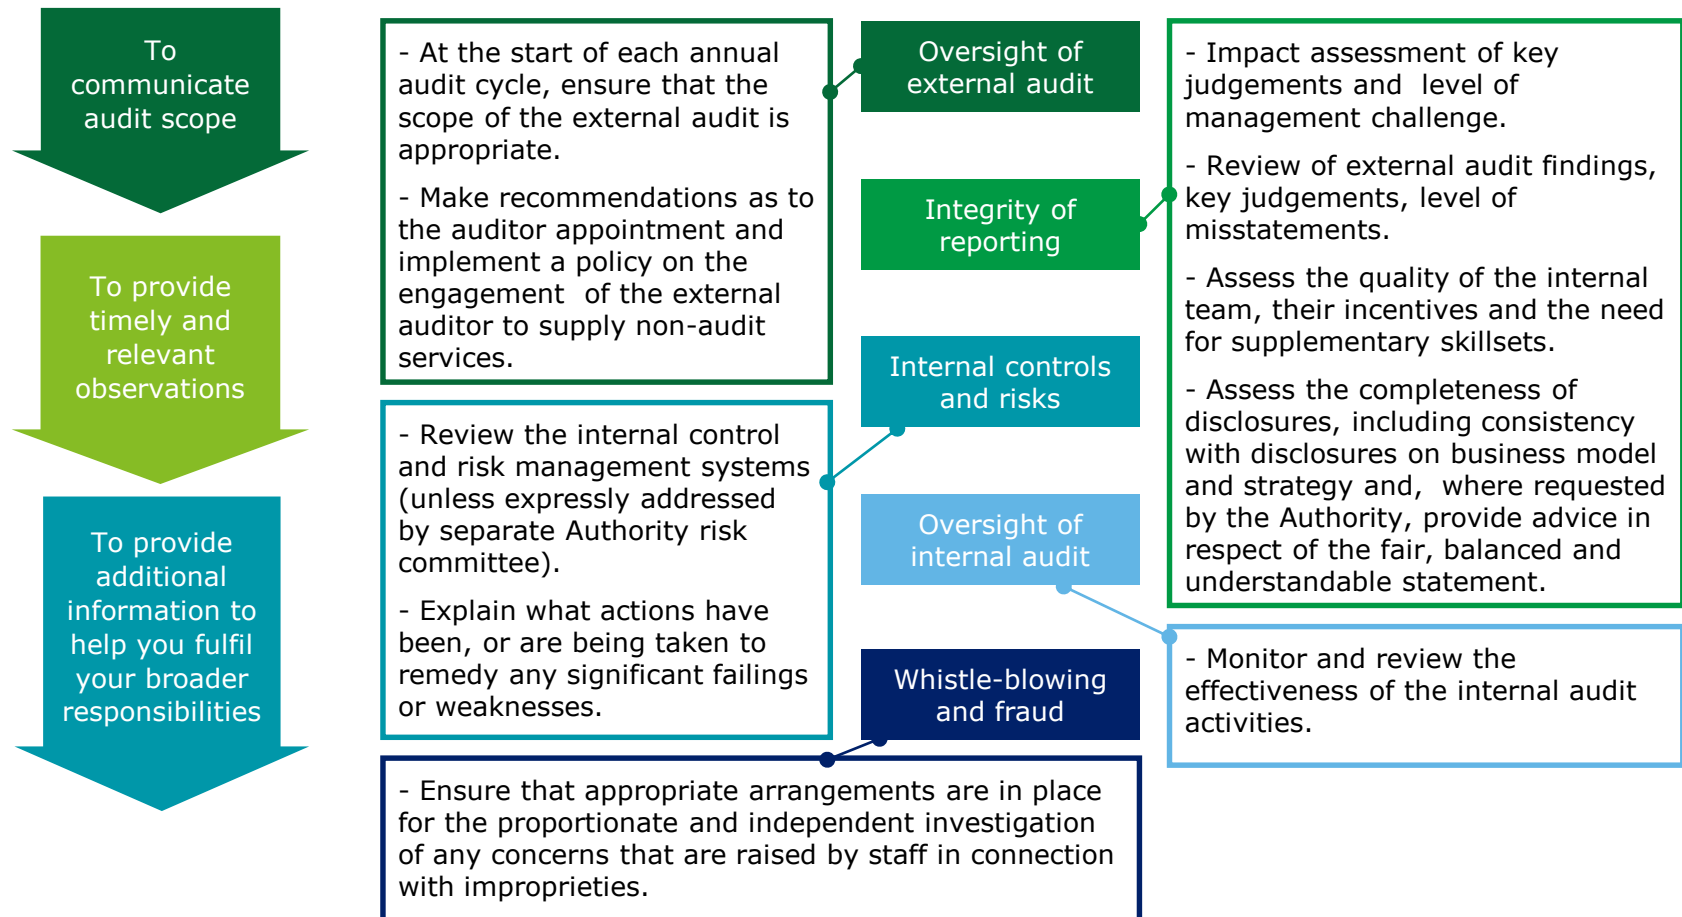 To
communicate
audit scope
To provide
timely and
relevant
observations
To provide
additional
information to
help you fulfil
your broader
responsibilities
- At the start of each annual
audit cycle, ensure that the
scope of the external audit is
appropriate.
- Make recommendations as to
the auditor appointment and
implement a policy on the
engagement  of the external
auditor to supply non-audit
services.
- Review the internal control
and risk management systems
(unless expressly addressed
by separate Authority risk
committee).
- Explain what actions have
been, or are being taken to
remedy any significant failings
or weaknesses.
- Ensure that appropriate arrangements are in place
for the proportionate and independent investigation
of any concerns that are raised by staff in connection
with improprieties.
Oversight of
external audit
Integrity of
reporting
Internal controls
and risks
Oversight of
internal audit
Whistle-blowing
and fraud
- Impact assessment of key
judgements and  level of
management challenge.
- Review of external audit findings,
key judgements, level of
misstatements.
- Assess the quality of the internal
team, their incentives and the need
for supplementary skillsets.
- Assess the completeness of
disclosures, including consistency
with disclosures on business model
and strategy and,  where requested
by the Authority, provide advice in
respect of the fair, balanced and
understandable statement.
- Monitor and review the
effectiveness of the internal audit
activities.